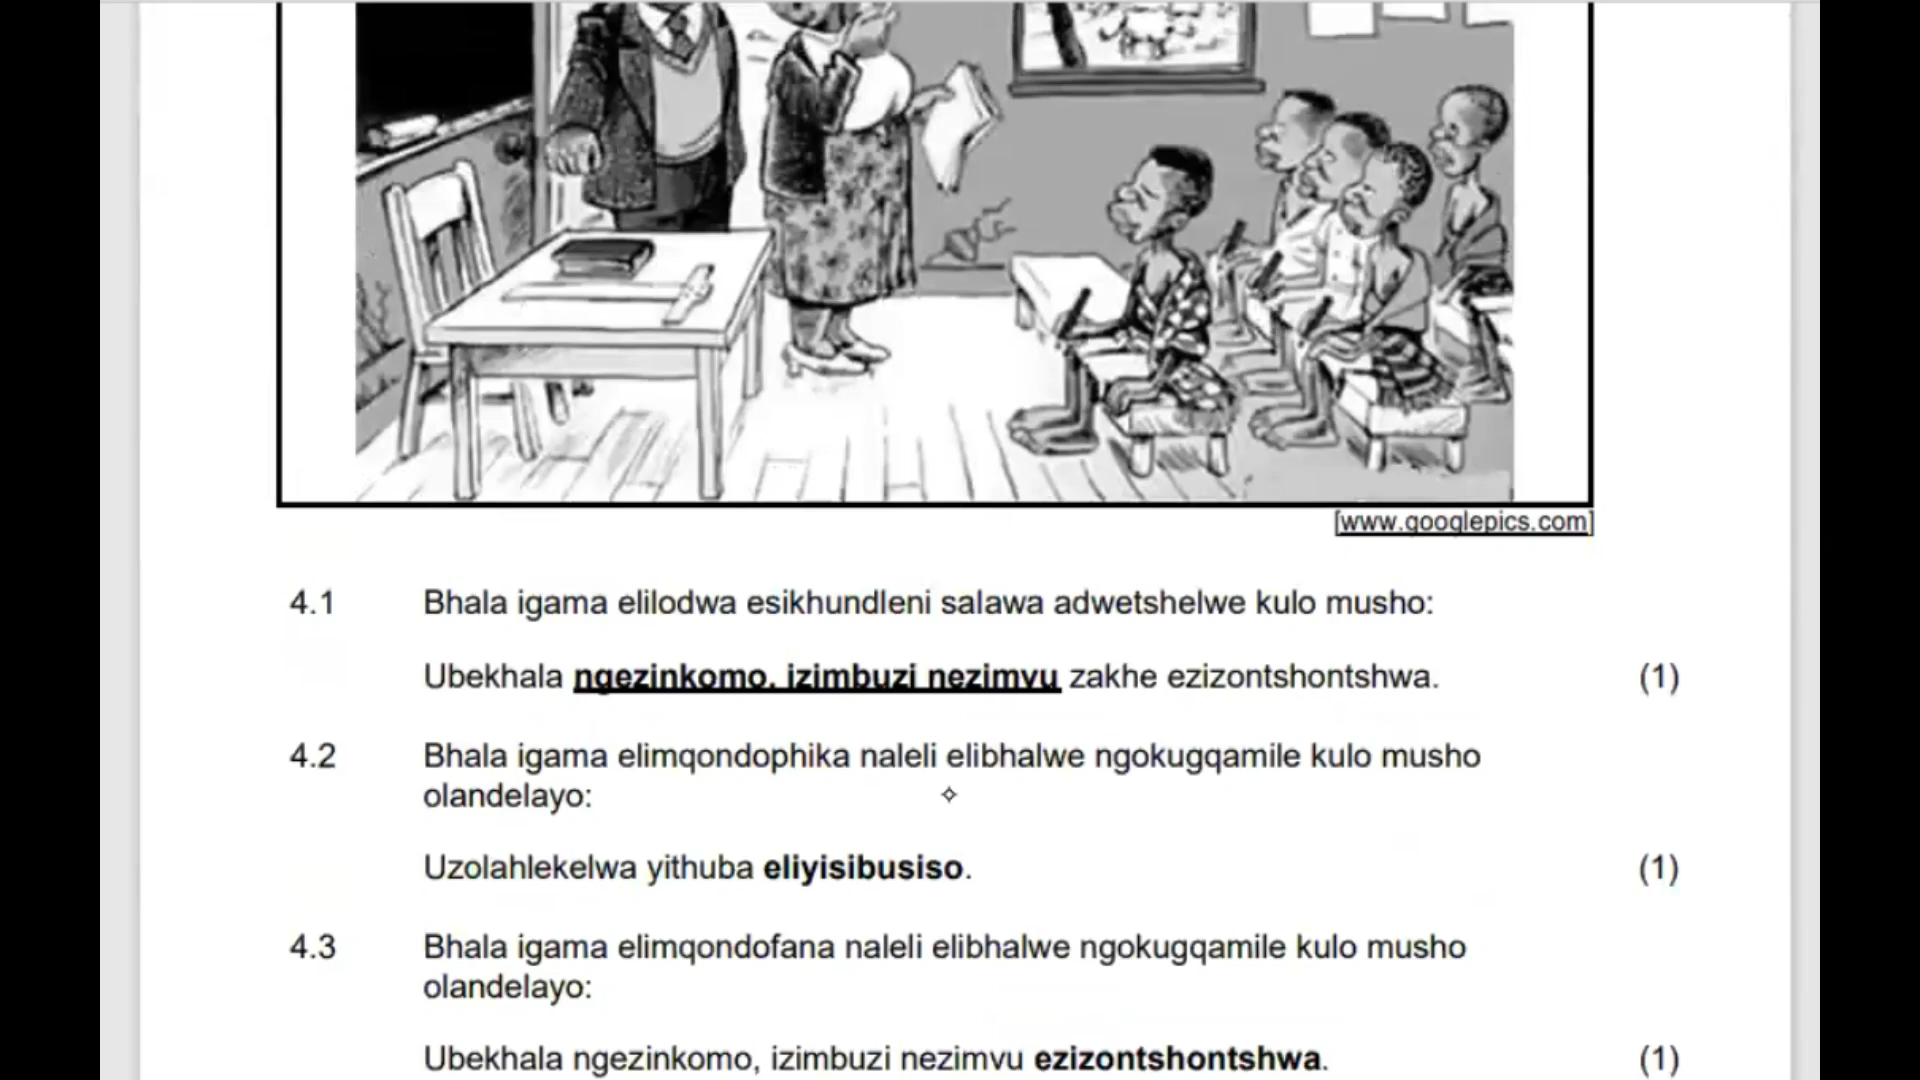 [www.googlepics.com]
4.1 Bhala igama elilodwa esikhundleni salawa adwetshelwe kulo musho:
Ubekhala ngezinkomo, izimbuzi nezimvu zakhe ezizontshontshwa. (1)
4.2 Bhala igama elimqondophika naleli elibhalwe ngokugqamile kulo musho
olandelayo:
Uzolahlekelwa yithuba eliyisibusiso. (1)
4.3 Bhala igama elimqondofana naleli elibhalwe ngokugqamile kulo musho
olandelayo:
Ubekhala ngezinkomo, izimbuzi nezimvu ezizontshontshwa. (1)